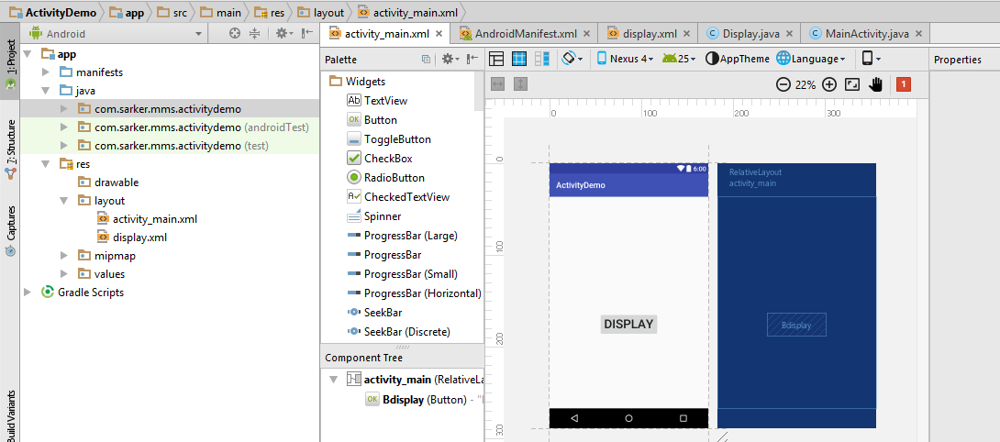 ActivityDemo app src main res layout activity_main.xml
Android
activity_main.xml AndroidManifest.xml display.xml Display.java MainActivity.java
1: Project
7: Structure
Captures
Build Variants
app
manifests
java
com.sarker.mms.activitydemo
com.sarker.mms.activitydemo (androidTest)
com.sarker.mms.activitydemo (test)
res
drawable
layout
activity_main.xml
display.xml
mipmap
values
Gradle Scripts
Palette
Widgets
Ab TextView
OK Button
ToggleButton
CheckBox
RadioButton
A CheckedTextView
Spinner
ProgressBar (Large)
ProgressBar
ProgressBar (Small)
ProgressBar (Horizontal)
SeekBar
SeekBar (Discrete)
Component Tree
activity_main (RelativeLa
OK Bdisplay (Button) - "
Nexus 4 25 AppTheme Language
22% 1
Properties
0 100 200 300
0
100
200
300
6:00
ActivityDemo
DISPLAY
RelativeLayout
activity_main
Bdisplay